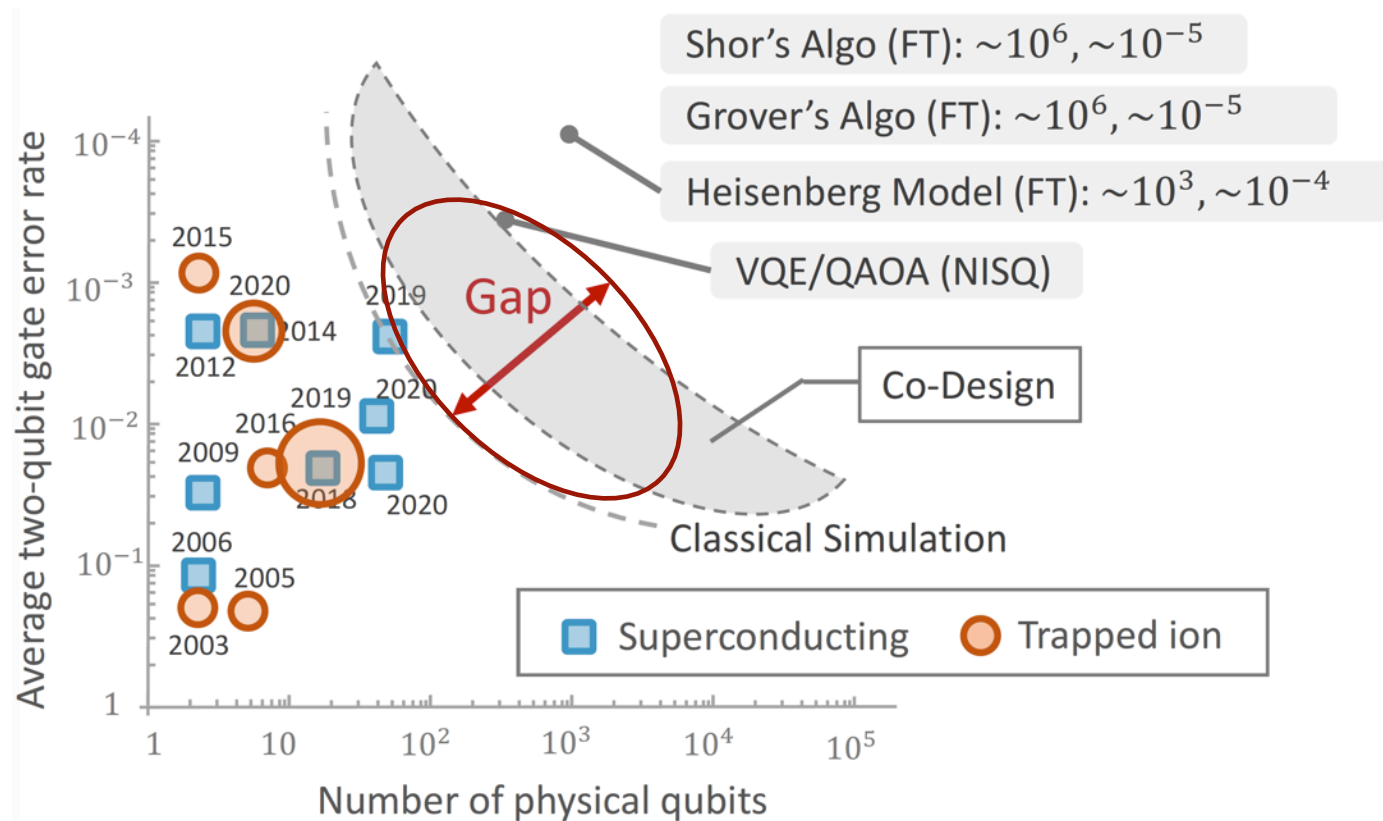 Shor's Algo (FT): ~10⁶, ~10⁻⁵
Grover's Algo (FT): ~10⁶, ~10⁻⁵
Heisenberg Model (FT): ~10³, ~10⁻⁴
VQE/QAOA (NISQ)
Gap
Co-Design
Classical Simulation
Average two-qubit gate error rate
10⁻⁴
10⁻³
10⁻²
10⁻¹
1
2015
2020
2014
2012
2019
2020
2019
2016
2009
2018
2020
2006
2005
2003
Superconducting
Trapped ion
1
10
10²
10³
10⁴
10⁵
Number of physical qubits